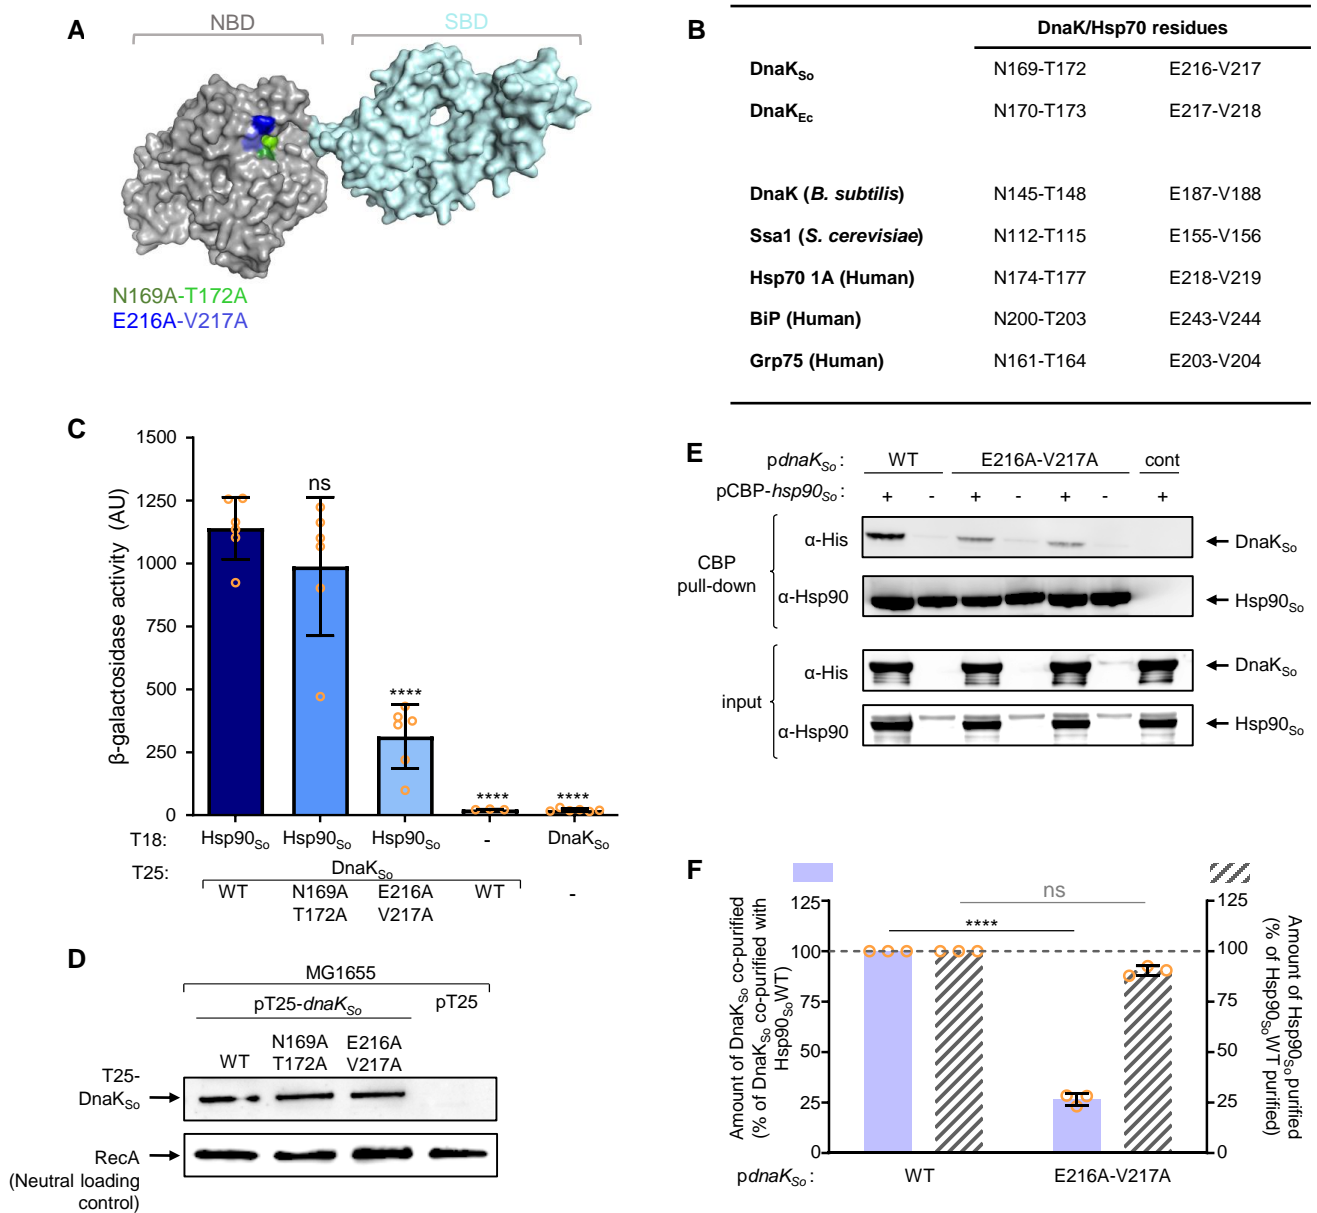 A
NBD
SBD
N169A-T172A
E216A-V217A
B
DnaK/Hsp70 residues
DnaKSo N169-T172 E216-V217
DnaKEc N170-T173 E217-V218
DnaK (B. subtilis) N145-T148 E187-V188
Ssa1 (S. cerevisiae) N112-T115 E155-V156
Hsp70 1A (Human) N174-T177 E218-V219
BiP (Human) N200-T203 E243-V244
Grp75 (Human) N161-T164 E203-V204
C
β-galactosidase activity (AU)
1500
1250
1000
750
500
250
0
ns
****
****
****
T18: Hsp90So Hsp90So Hsp90So - DnaKSo
T25: DnaKSo
WT N169A E216A WT -
T172A V217A
D
MG1655
pT25-dnaKSo pT25
WT N169A E216A
T172A V217A
T25-
DnaKSo
RecA
(Neutral loading
control)
E
pdnaKSo: WT E216A-V217A cont
pCBP-hsp90So: + - + - + - +
CBP
pull-down
α-His DnaKSo
α-Hsp90 Hsp90So
input
α-His DnaKSo
α-Hsp90 Hsp90So
F
Amount of DnaKSo co-purified
(% of DnaKSo co-purified with
Hsp90SoWT)
125
100
75
50
25
0
ns
****
125
100
75
50
25
0
Amount of Hsp90So purified
(% of Hsp90SoWT purified)
pdnaKSo: WT E216A-V217A